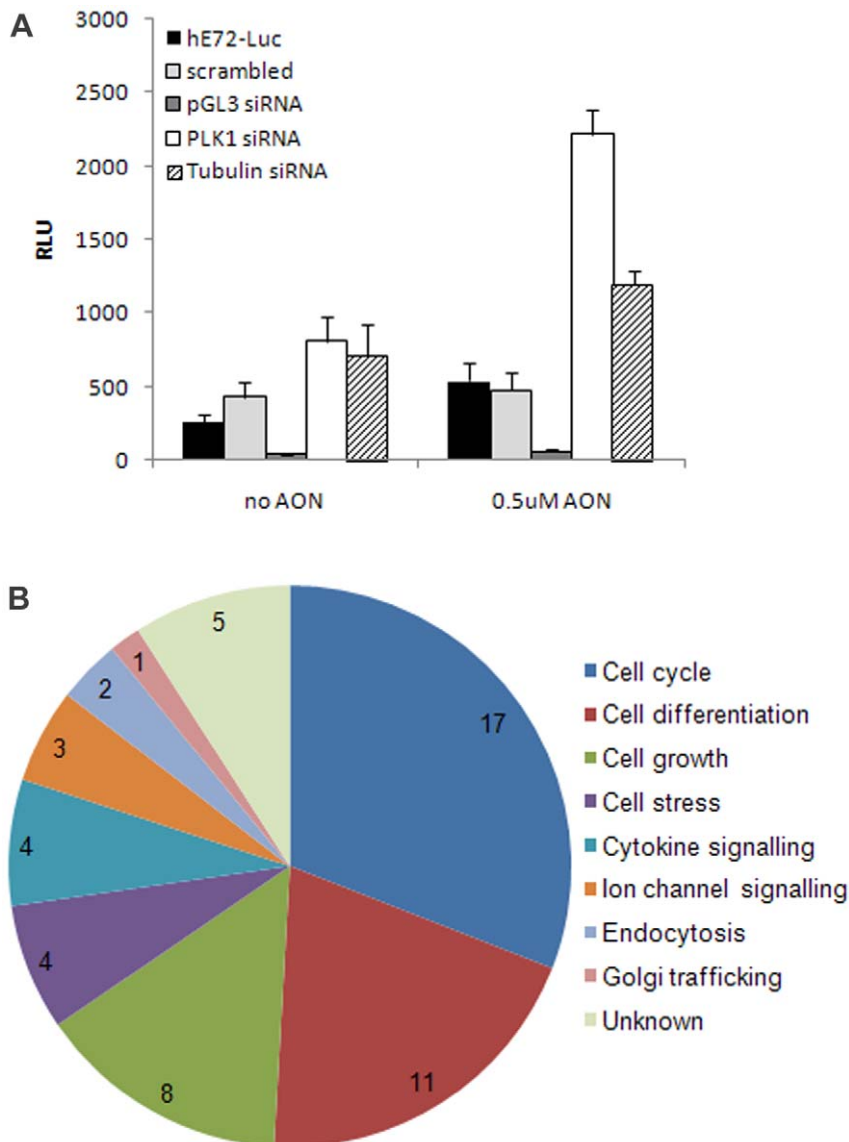 A
3000
2500
2000
1500
1000
500
0
RLU
hE72-Luc
scrambled
pGL3 siRNA
PLK1 siRNA
Tubulin siRNA
no AON
0.5uM AON
B
5
1
2
3
4
4
8
11
17
Cell cycle
Cell differentiation
Cell growth
Cell stress
Cytokine signalling
Ion channel signalling
Endocytosis
Golgi trafficking
Unknown